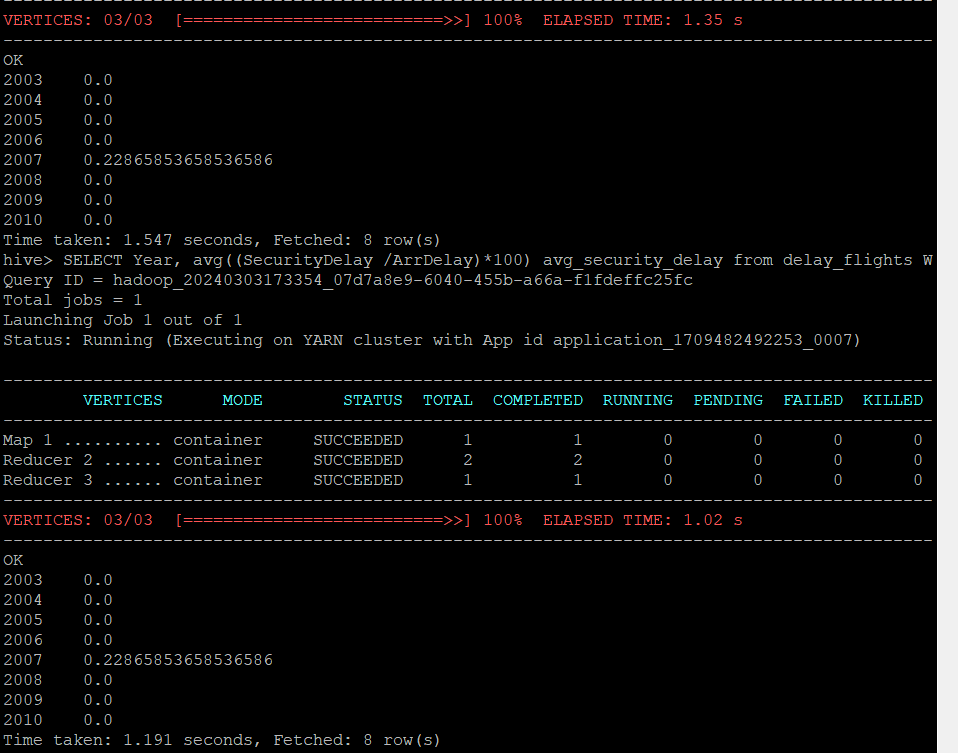 --------------------------------------------------------------------------------
VERTICES: 03/03  [==========================>>] 100%  ELAPSED TIME: 1.35 s
--------------------------------------------------------------------------------
OK
2003    0.0
2004    0.0
2005    0.0
2006    0.0
2007    0.22865853658536586
2008    0.0
2009    0.0
2010    0.0
Time taken: 1.547 seconds, Fetched: 8 row(s)
hive> SELECT Year, avg((SecurityDelay /ArrDelay)*100) avg_security_delay from delay_flights W
Query ID = hadoop_20240303173354_07d7a8e9-6040-455b-a66a-f1fdeffc25fc
Total jobs = 1
Launching Job 1 out of 1
Status: Running (Executing on YARN cluster with App id application_1709482492253_0007)
--------------------------------------------------------------------------------
        VERTICES      MODE        STATUS  TOTAL  COMPLETED  RUNNING  PENDING  FAILED  KILLED
--------------------------------------------------------------------------------
Map 1 .......... container     SUCCEEDED      1          1        0        0       0       0
Reducer 2 ...... container     SUCCEEDED      2          2        0        0       0       0
Reducer 3 ...... container     SUCCEEDED      1          1        0        0       0       0
--------------------------------------------------------------------------------
VERTICES: 03/03  [==========================>>] 100%  ELAPSED TIME: 1.02 s
--------------------------------------------------------------------------------
OK
2003    0.0
2004    0.0
2005    0.0
2006    0.0
2007    0.22865853658536586
2008    0.0
2009    0.0
2010    0.0
Time taken: 1.191 seconds, Fetched: 8 row(s)